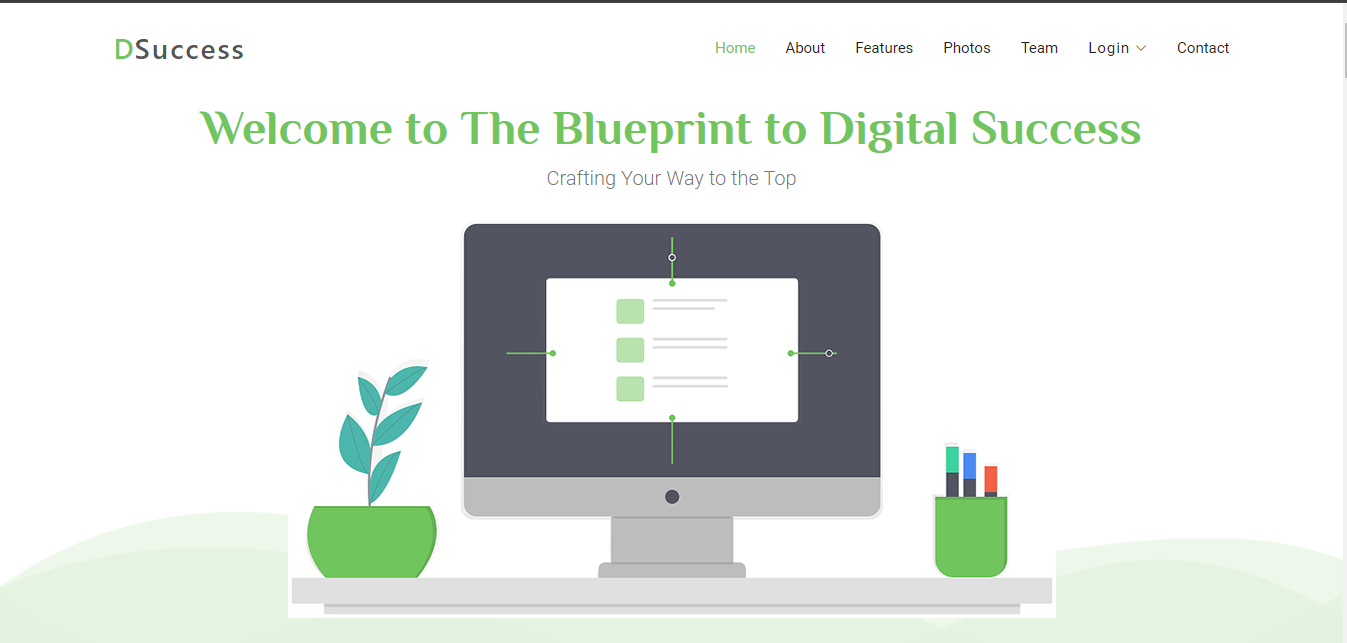 DSuccess
Home About Features Photos Team Login Contact
Welcome to The Blueprint to Digital Success
Crafting Your Way to the Top